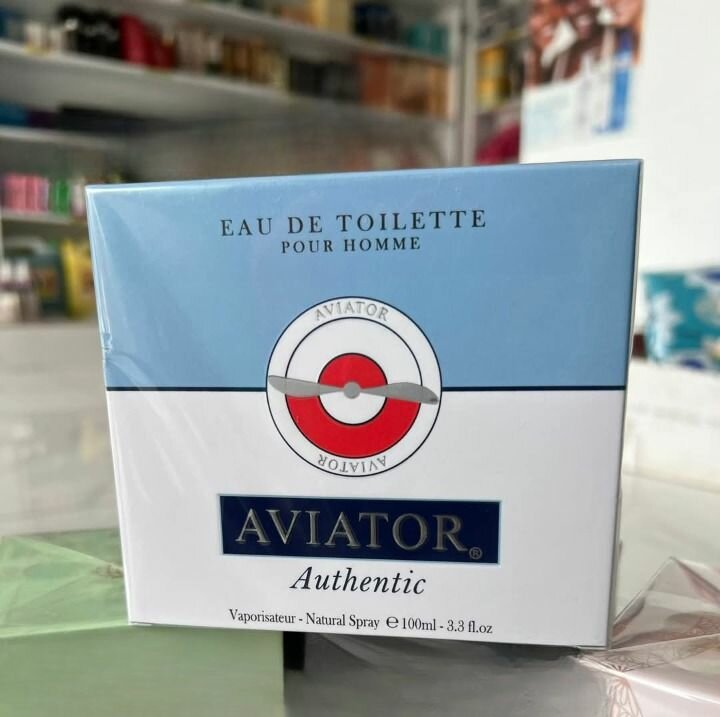 EAU DE TOILETTE
POUR HOMME
AVIATOR
AVIATOR
AVIATOR®
Authentic
Vaporisateur - Natural Spray ℮ 100ml - 3.3 fl.oz